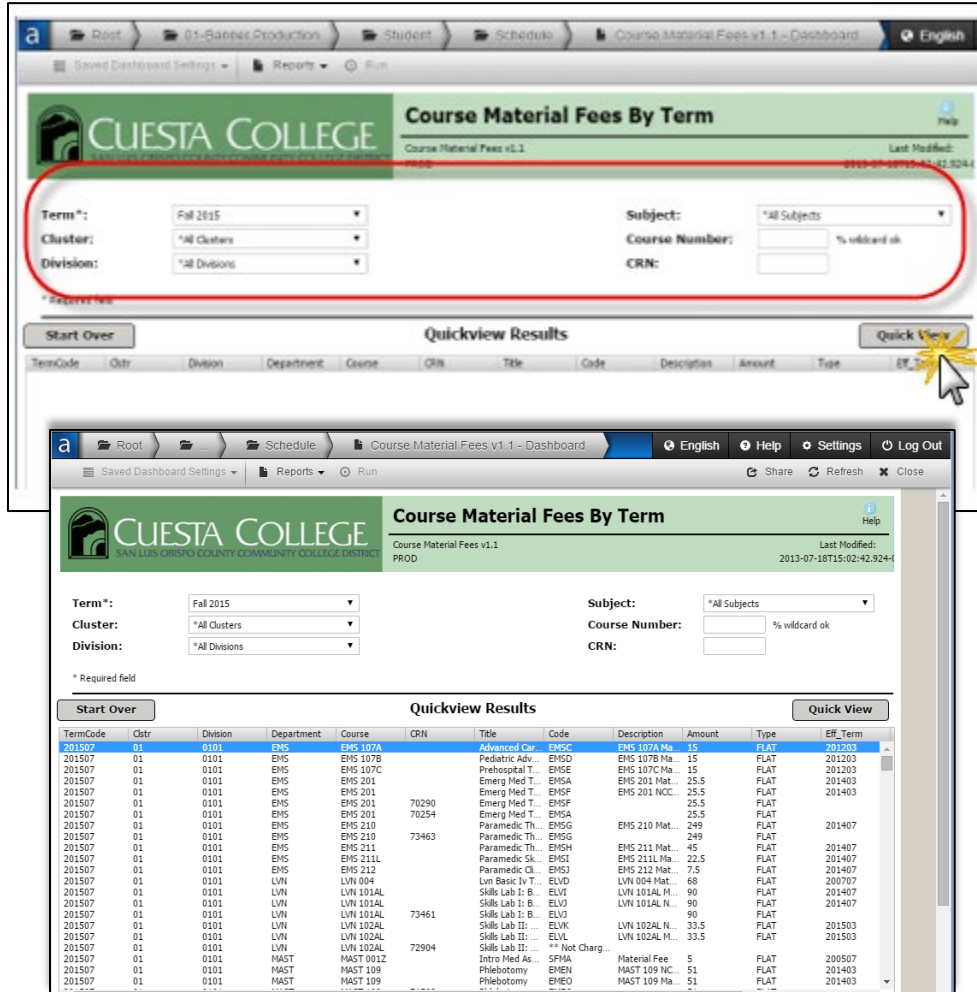 a Root 01-Banner Production Student Schedule Course Material Fees v1.1 - Dashboard English
Saved Dashboard Settings Reports Run
CUESTA COLLEGE
SAN LUIS OBISPO COUNTY COMMUNITY COLLEGE DISTRICT
Course Material Fees By Term
Help
Course Material Fees v1.1
Last Modified:
PROD
2013-07-18T15:02:42.924-(
Term*: Fall 2015 Subject: *All Subjects
Cluster: *All Clusters Course Number: % wildcard ok
Division: *All Divisions CRN:
* Required field
Start Over Quickview Results Quick View
TermCode Clstr Division Department Course CRN Title Code Description Amount Type
a Root ... Schedule Course Material Fees v1.1 - Dashboard English Help Settings Log Out
Saved Dashboard Settings Reports Run Share Refresh Close
CUESTA COLLEGE
SAN LUIS OBISPO COUNTY COMMUNITY COLLEGE DISTRICT
Course Material Fees By Term
Help
Course Material Fees v1.1
Last Modified:
PROD
2013-07-18T15:02:42.924-(
Term*: Fall 2015 Subject: *All Subjects
Cluster: *All Clusters Course Number: % wildcard ok
Division: *All Divisions CRN:
* Required field
Start Over Quickview Results Quick View
TermCode Clstr Division Department Course CRN Title Code Description Amount Type Eff_Term
201507 01 0101 EMS EMS 107A Advanced Car... EMSC EMS 107A Ma... 15 FLAT 201203
201507 01 0101 EMS EMS 107B Pediatric Adv... EMSD EMS 107B Ma... 15 FLAT 201203
201507 01 0101 EMS EMS 107C Prehospital T... EMSE EMS 107C Ma... 15 FLAT 201203
201507 01 0101 EMS EMS 201 Emerg Med T... EMSA EMS 201 Mat... 25.5 FLAT 201403
201507 01 0101 EMS EMS 201 Emerg Med T... EMSF EMS 201 NCC... 25.5 FLAT 201403
201507 01 0101 EMS EMS 201 70290 Emerg Med T... EMSF 25.5 FLAT
201507 01 0101 EMS EMS 201 70254 Emerg Med T... EMSA 25.5 FLAT
201507 01 0101 EMS EMS 210 Paramedic Th... EMSG EMS 210 Mat... 249 FLAT 201407
201507 01 0101 EMS EMS 210 73463 Paramedic Th... EMSG 249 FLAT
201507 01 0101 EMS EMS 211 Paramedic Th... EMSH EMS 211 Mat... 45 FLAT 201407
201507 01 0101 EMS EMS 211L Paramedic Sk... EMSI EMS 211L Ma... 22.5 FLAT 201407
201507 01 0101 EMS EMS 212 Paramedic Cli... EMSJ EMS 212 Mat... 7.5 FLAT 201407
201507 01 0101 LVN LVN 004 Lvn Basic Iv T... ELVD LVN 004 Mat... 68 FLAT 200707
201507 01 0101 LVN LVN 101AL Skills Lab I: B... ELVI LVN 101AL M... 90 FLAT 201407
201507 01 0101 LVN LVN 101AL Skills Lab I: B... ELVJ LVN 101AL N... 90 FLAT 201407
201507 01 0101 LVN LVN 101AL 73461 Skills Lab I: B... ELVJ 90 FLAT
201507 01 0101 LVN LVN 102AL Skills Lab II: ... ELVK LVN 102AL N... 33.5 FLAT 201503
201507 01 0101 LVN LVN 102AL Skills Lab II: ... ELVL LVN 102AL M... 33.5 FLAT 201503
201507 01 0101 LVN LVN 102AL 72904 Skills Lab II: ... ** Not Charg...
201507 01 0101 MAST MAST 001Z Intro Med As... SFMA Material Fee 5 FLAT 200507
201507 01 0101 MAST MAST 109 Phlebotomy EMEN MAST 109 NC... 51 FLAT 201403
201507 01 0101 MAST MAST 109 Phlebotomy EMEO MAST 109 Ma... 51 FLAT 201403